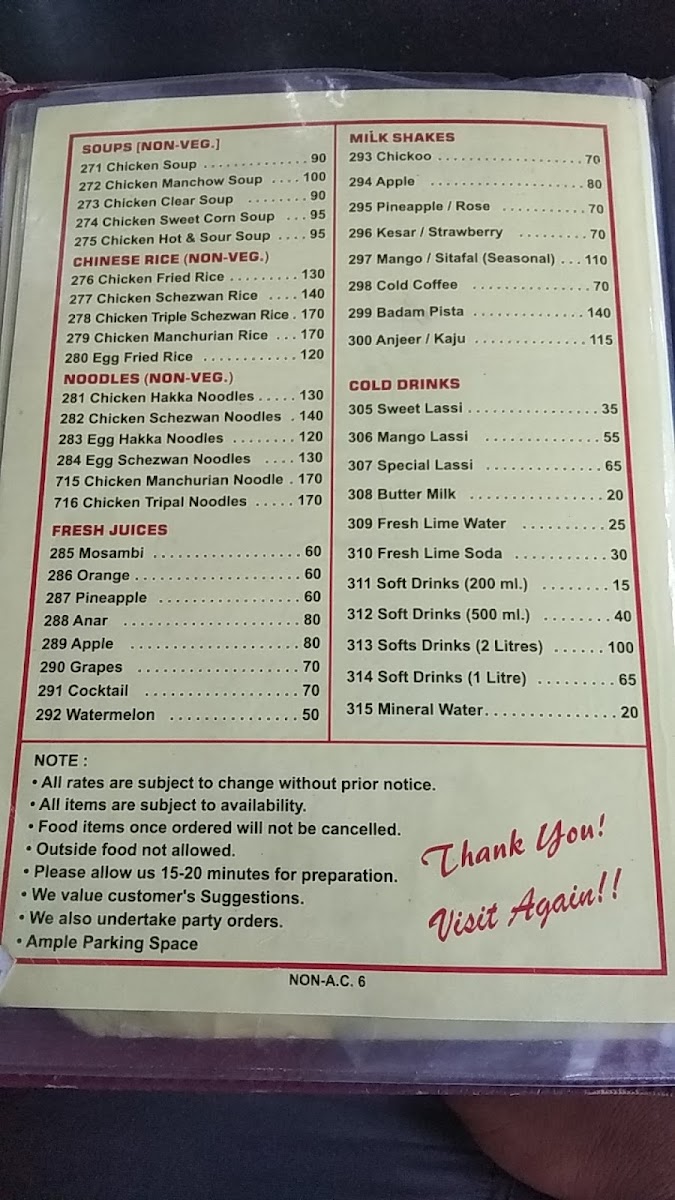 SOUPS [NON-VEG.]
271 Chicken Soup ............. 90
272 Chicken Manchow Soup .... 100
273 Chicken Clear Soup ........ 90
274 Chicken Sweet Corn Soup ... 95
275 Chicken Hot & Sour Soup .... 95
CHINESE RICE (NON-VEG.)
276 Chicken Fried Rice ......... 130
277 Chicken Schezwan Rice .... 140
278 Chicken Triple Schezwan Rice . 170
279 Chicken Manchurian Rice ... 170
280 Egg Fried Rice ............ 120
NOODLES (NON-VEG.)
281 Chicken Hakka Noodles ..... 130
282 Chicken Schezwan Noodles . 140
283 Egg Hakka Noodles ........ 120
284 Egg Schezwan Noodles .... 130
715 Chicken Manchurian Noodle . 170
716 Chicken Tripal Noodles ..... 170
FRESH JUICES
285 Mosambi .................. 60
286 Orange .................... 60
287 Pineapple ................. 60
288 Anar ..................... 80
289 Apple .................... 80
290 Grapes ................... 70
291 Cocktail .................. 70
292 Watermelon ............... 50
MILK SHAKES
293 Chickoo .................. 70
294 Apple ................... 80
295 Pineapple / Rose .......... 70
296 Kesar / Strawberry ........ 70
297 Mango / Sitafal (Seasonal) ... 110
298 Cold Coffee .............. 70
299 Badam Pista ............. 140
300 Anjeer / Kaju ............. 115
COLD DRINKS
305 Sweet Lassi ................ 35
306 Mango Lassi .............. 55
307 Special Lassi .............. 65
308 Butter Milk ................ 20
309 Fresh Lime Water .......... 25
310 Fresh Lime Soda ........... 30
311 Soft Drinks (200 ml.) ........ 15
312 Soft Drinks (500 ml.) ........ 40
313 Softs Drinks (2 Litres) ...... 100
314 Soft Drinks (1 Litre) ......... 65
315 Mineral Water ............... 20
NOTE :
• All rates are subject to change without prior notice.
• All items are subject to availability.
• Food items once ordered will not be cancelled.
• Outside food not allowed.
• Please allow us 15-20 minutes for preparation.
• We value customer's Suggestions.
• We also undertake party orders.
• Ample Parking Space
Thank You!
Visit Again!!
NON-A.C. 6